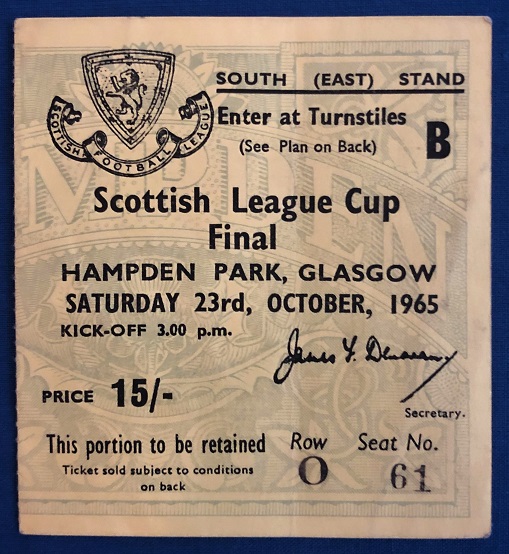 SCOTTISH FOOTBALL LEAGUE
SOUTH (EAST) STAND
Enter at Turnstiles
(See Plan on Back)
B
HAMPDEN
Scottish League Cup
Final
HAMPDEN PARK, GLASGOW
SATURDAY 23rd, OCTOBER, 1965
KICK-OFF 3.00 p.m.
PRICE 15/-
Secretary.
This portion to be retained
Ticket sold subject to conditions
on back
Row Seat No.
O 61